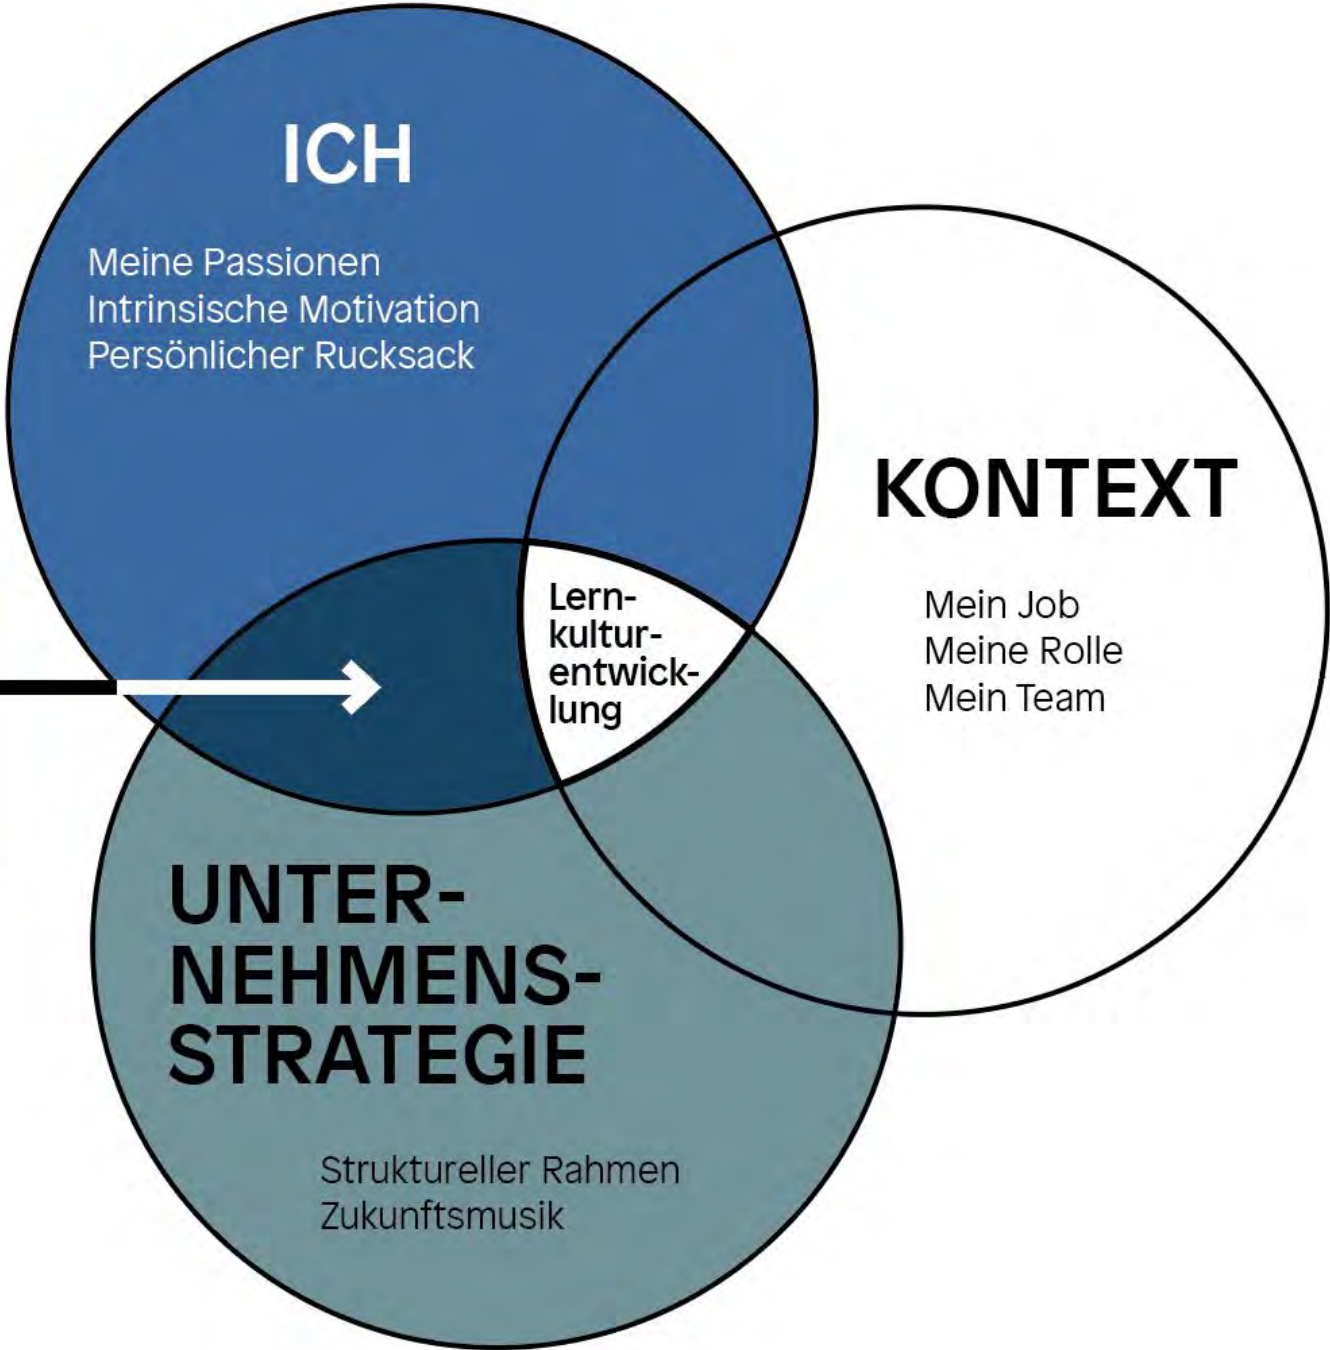 ICH
Meine Passionen
Intrinsische Motivation
Persönlicher Rucksack
KONTEXT
Mein Job
Meine Rolle
Mein Team
Lern-
kultur-
entwick-
lung
UNTER-
NEHMENS-
STRATEGIE
Struktureller Rahmen
Zukunftsmusik